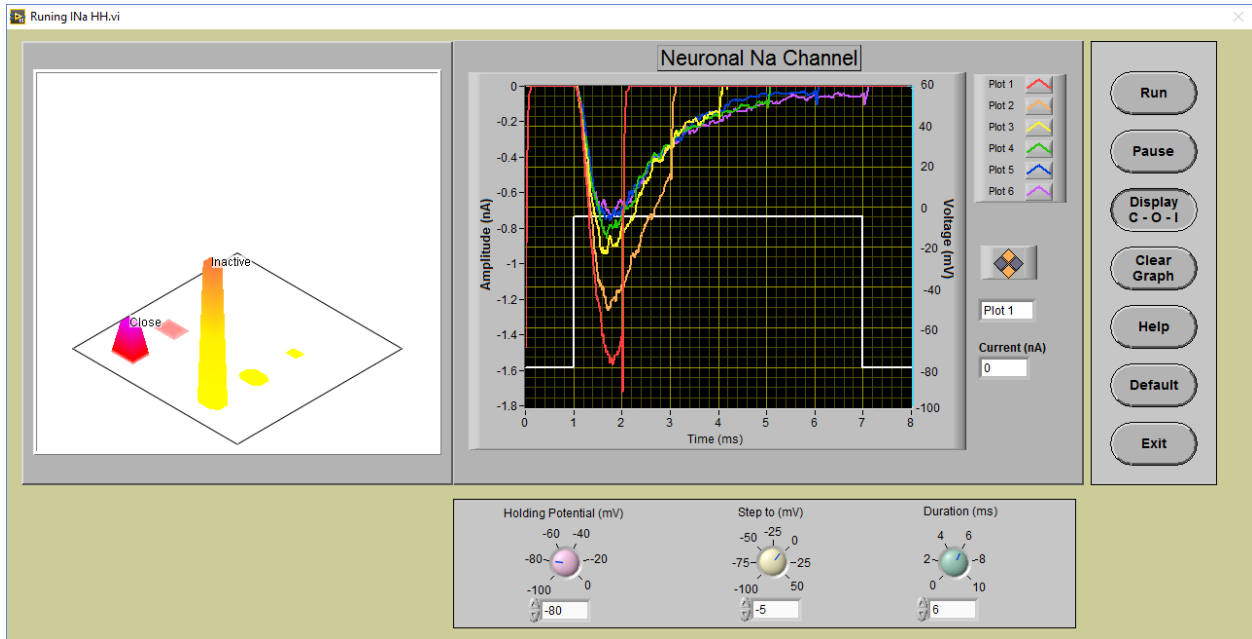 Runing INa HH.vi
Neuronal Na Channel
Inactive
Close
Amplitude (nA)
0
-0.2
-0.4
-0.6
-0.8
-1
-1.2
-1.4
-1.6
-1.8
0 1 2 3 4 5 6 7 8
Time (ms)
60
40
20
0
-20
-40
-60
-80
-100
Voltage (mV)
Plot 1
Plot 2
Plot 3
Plot 4
Plot 5
Plot 6
Plot 1
Current (nA)
0
Run
Pause
Display
C - O - I
Clear
Graph
Help
Default
Exit
Holding Potential (mV)
-60 -40
-80 -20
-100 0
-80
Step to (mV)
-25
-50 0
-75 25
-100 50
-5
Duration (ms)
4 6
2 8
0 10
6